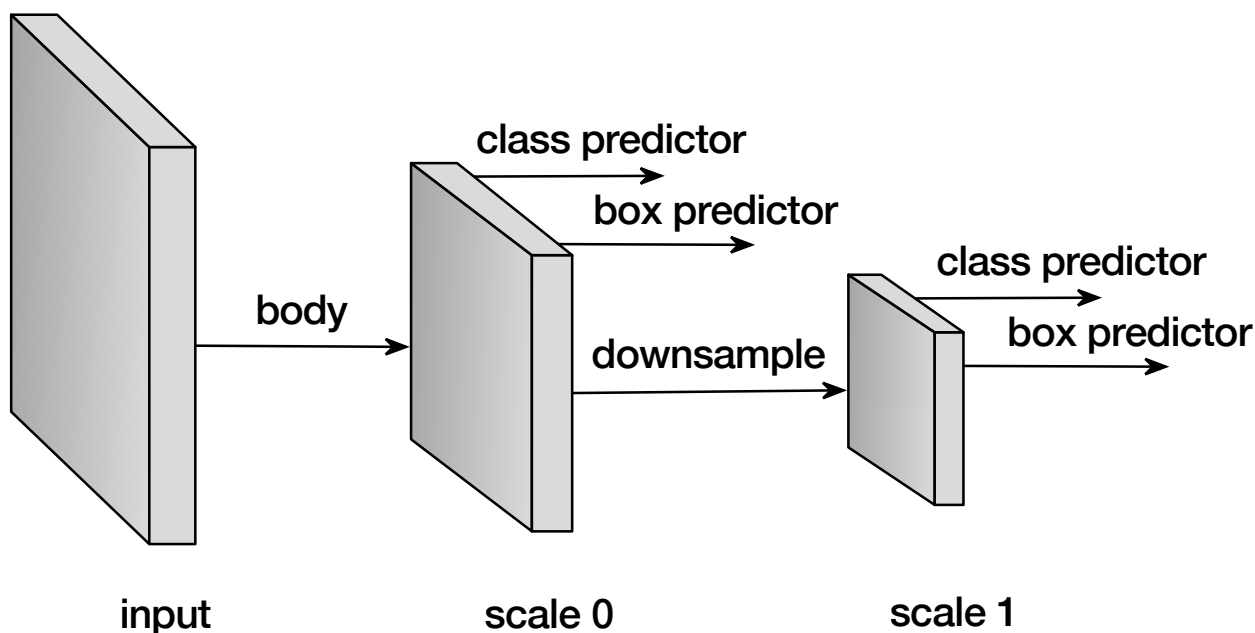 class predictor
box predictor
class predictor
body
downsample
box predictor
input
scale 0
scale 1